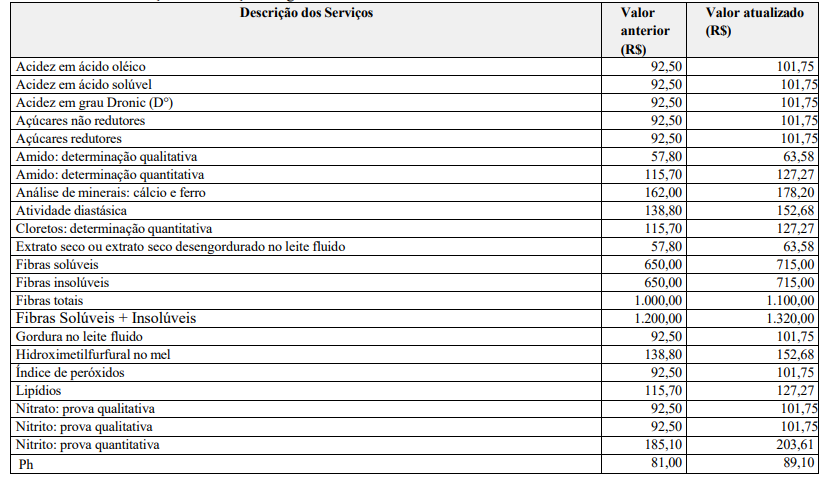 Descrição dos Serviços Valor anterior (R$) Valor atualizado (R$)
Acidez em ácido oléico 92,50 101,75
Acidez em ácido solúvel 92,50 101,75
Acidez em grau Dronic (D°) 92,50 101,75
Açúcares não redutores 92,50 101,75
Açúcares redutores 92,50 101,75
Amido: determinação qualitativa 57,80 63,58
Amido: determinação quantitativa 115,70 127,27
Análise de minerais: cálcio e ferro 162,00 178,20
Atividade diastásica 138,80 152,68
Cloretos: determinação quantitativa 115,70 127,27
Extrato seco ou extrato seco desengordurado no leite fluido 57,80 63,58
Fibras solúveis 650,00 715,00
Fibras insolúveis 650,00 715,00
Fibras totais 1.000,00 1.100,00
Fibras Solúveis + Insolúveis 1.200,00 1.320,00
Gordura no leite fluido 92,50 101,75
Hidroximetilfurfural no mel 138,80 152,68
Índice de peróxidos 92,50 101,75
Lipídios 115,70 127,27
Nitrato: prova qualitativa 92,50 101,75
Nitrito: prova qualitativa 92,50 101,75
Nitrito: prova quantitativa 185,10 203,61
Ph 81,00 89,10